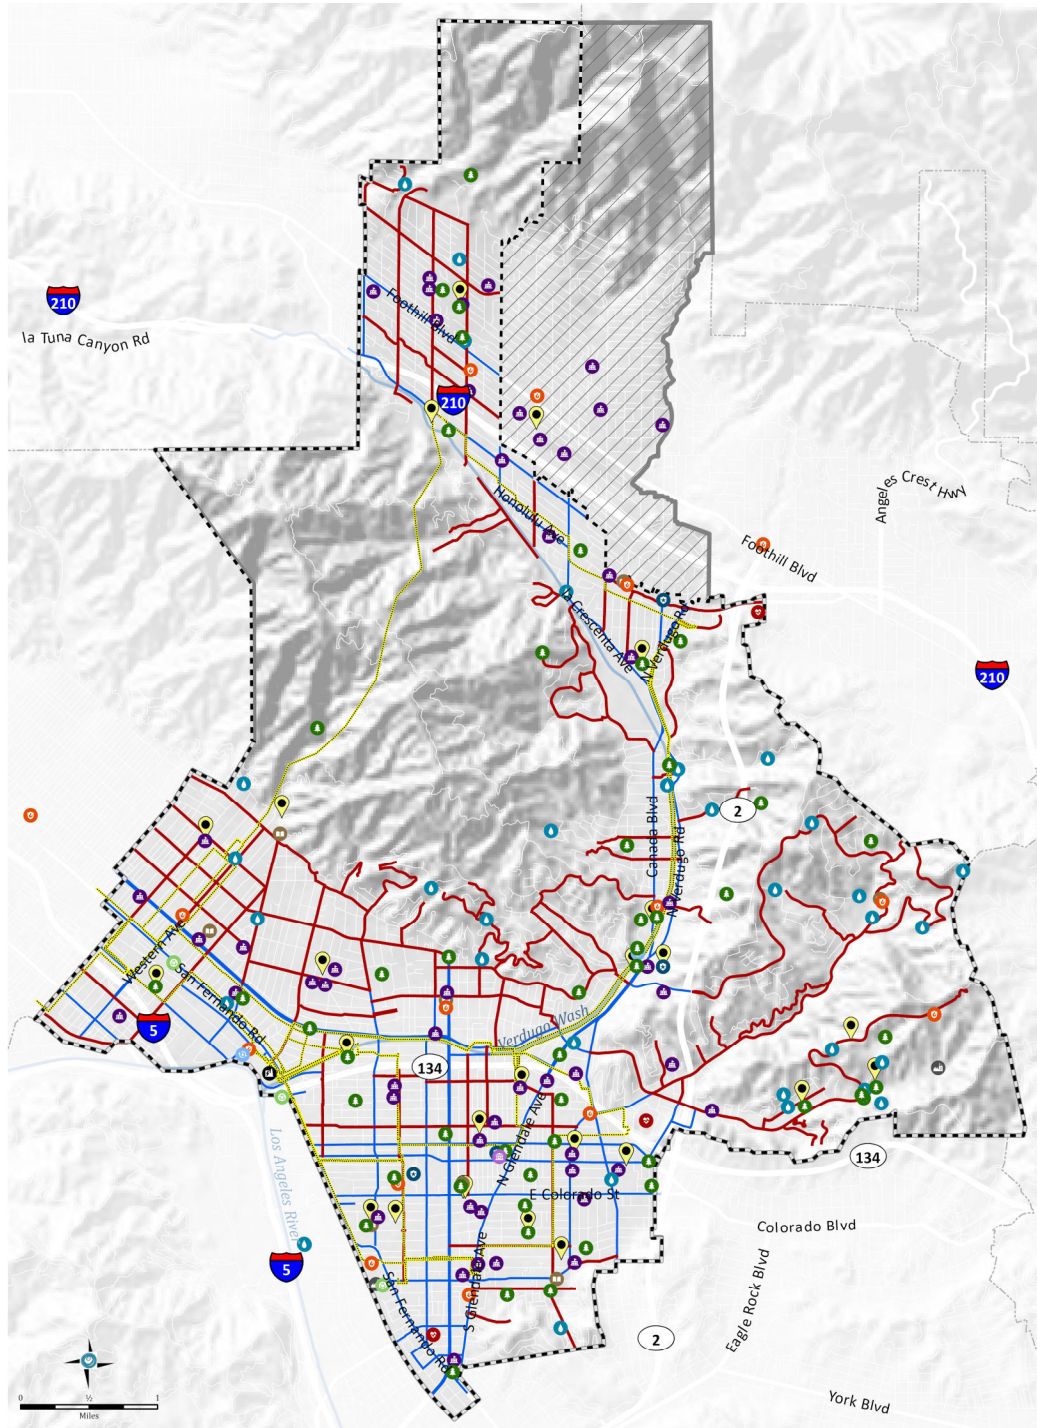 210
la Tuna Canyon Rd
Foothill Blvd
210
Angeles Crest Hwy
Honolulu Ave
Foothill Blvd
la Crescenta Ave
N Verdugo Rd
210
2
Canada Blvd
N Verdugo Rd
Western Ave
San Fernando Rd
5
Verdugo Wash
134
N Glendale Ave
Los Angeles River
134
E Colorado St
Colorado Blvd
5
S Glendale Ave
San Fernando Rd
Eagle Rock Blvd
2
0 ½ 1
Miles
York Blvd